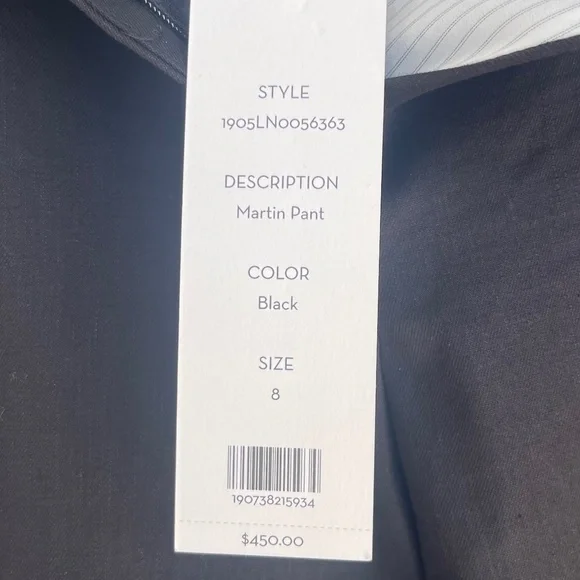 STYLE
1905LN0056363
DESCRIPTION
Martin Pant
COLOR
Black
SIZE
8
190738215934
$450.00